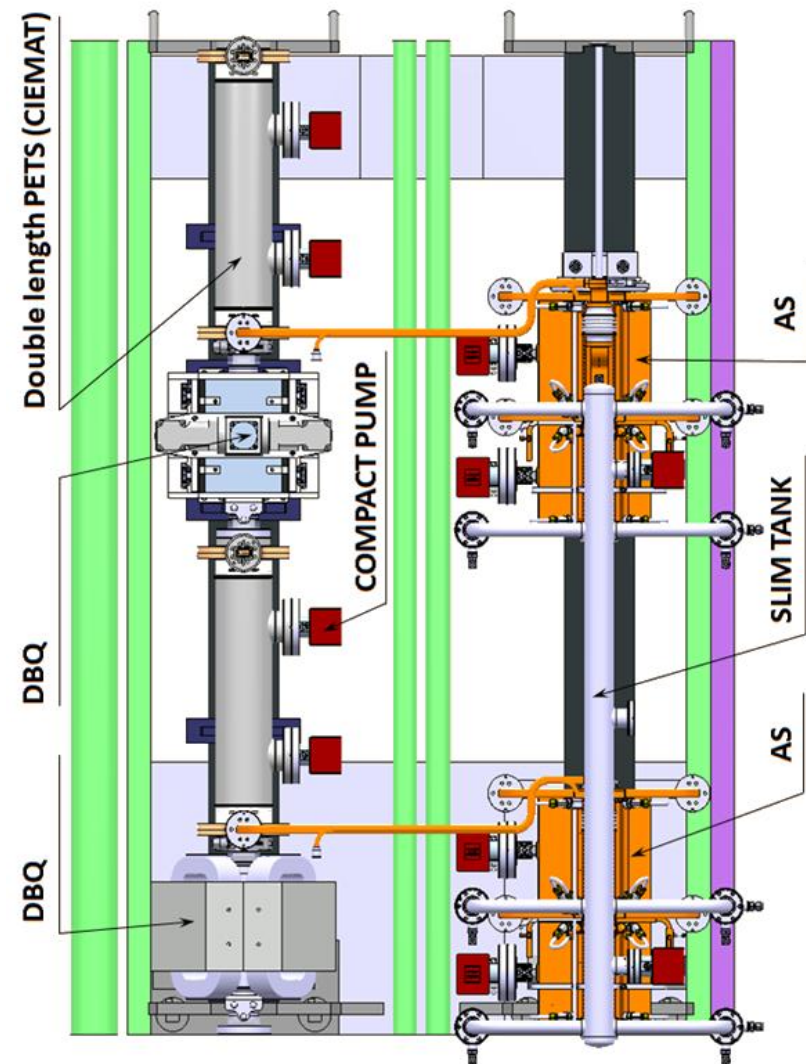 Double length PETS (CIEMAT)
DBQ
COMPACT PUMP
DBQ
AS
SLIM TANK
AS